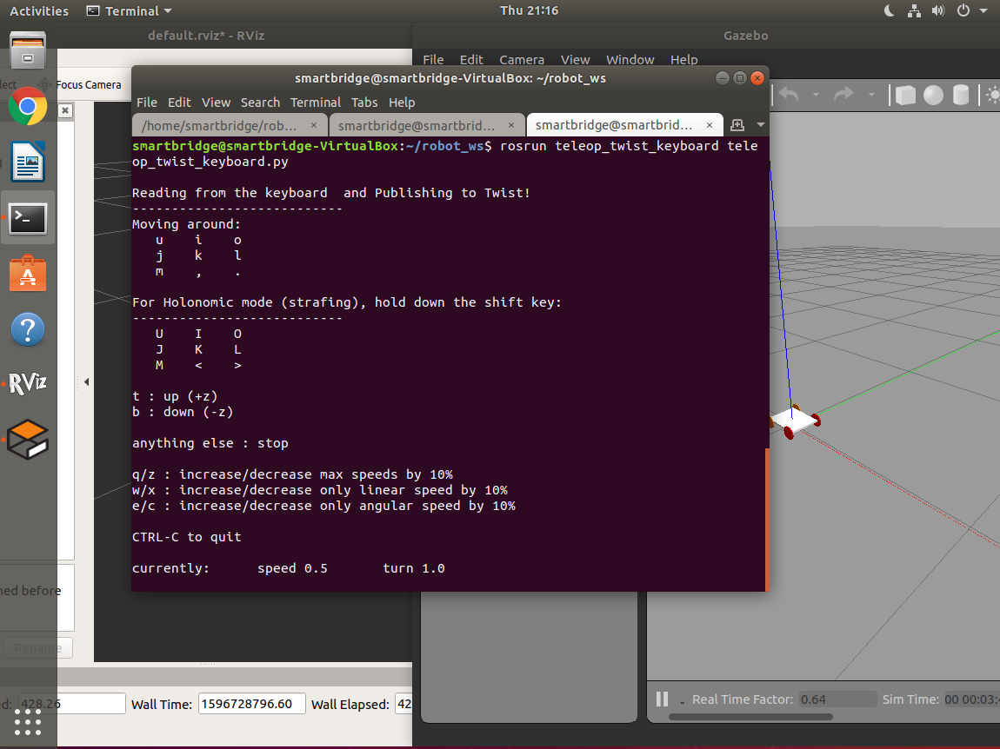 Activities Terminal Thu 21:16
default.rviz* - RViz
Gazebo
File Edit Camera View Window Help
Focus Camera
smartbridge@smartbridge-VirtualBox: ~/robot_ws
File Edit View Search Terminal Tabs Help
/home/smartbridge/rob... × smartbridge@smartbrid... × smartbridge@smartbrid... ×
smartbridge@smartbridge-VirtualBox:~/robot_ws$ rosrun teleop_twist_keyboard tele
op_twist_keyboard.py
Reading from the keyboard  and Publishing to Twist!
---------------------------
Moving around:
u i o
j k l
m , .
For Holonomic mode (strafing), hold down the shift key:
---------------------------
U I O
J K L
M < >
t : up (+z)
b : down (-z)
anything else : stop
q/z : increase/decrease max speeds by 10%
w/x : increase/decrease only linear speed by 10%
e/c : increase/decrease only angular speed by 10%
CTRL-C to quit
currently: speed 0.5 turn 1.0
RViz
before
Rename
428.26 Wall Time: 1596728796.60 Wall Elapsed: 42
Real Time Factor: 0.64 Sim Time: 00 00:03: